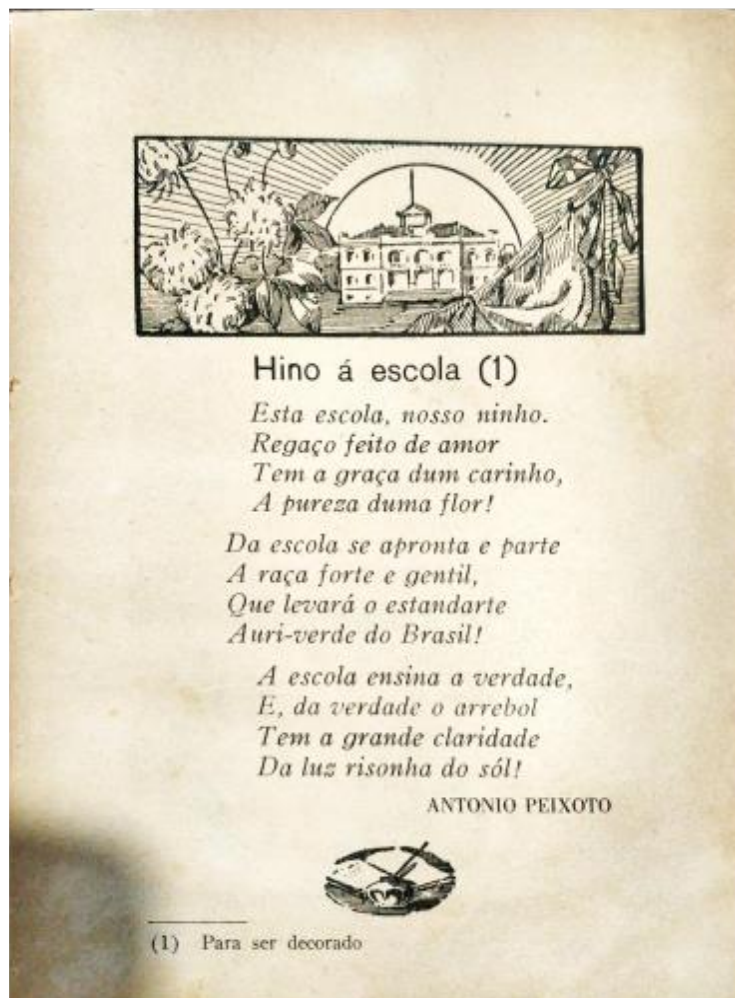 Hino á escola (1)
Esta escola, nosso ninho.
Regaço feito de amor
Tem a graça dum carinho,
A pureza duma flor!
Da escola se apronta e parte
A raça forte e gentil,
Que levará o estandarte
Auri-verde do Brasil!
A escola ensina a verdade,
E, da verdade o arrebol
Tem a grande claridade
Da luz risonha do sól!
ANTONIO PEIXOTO
(1) Para ser decorado